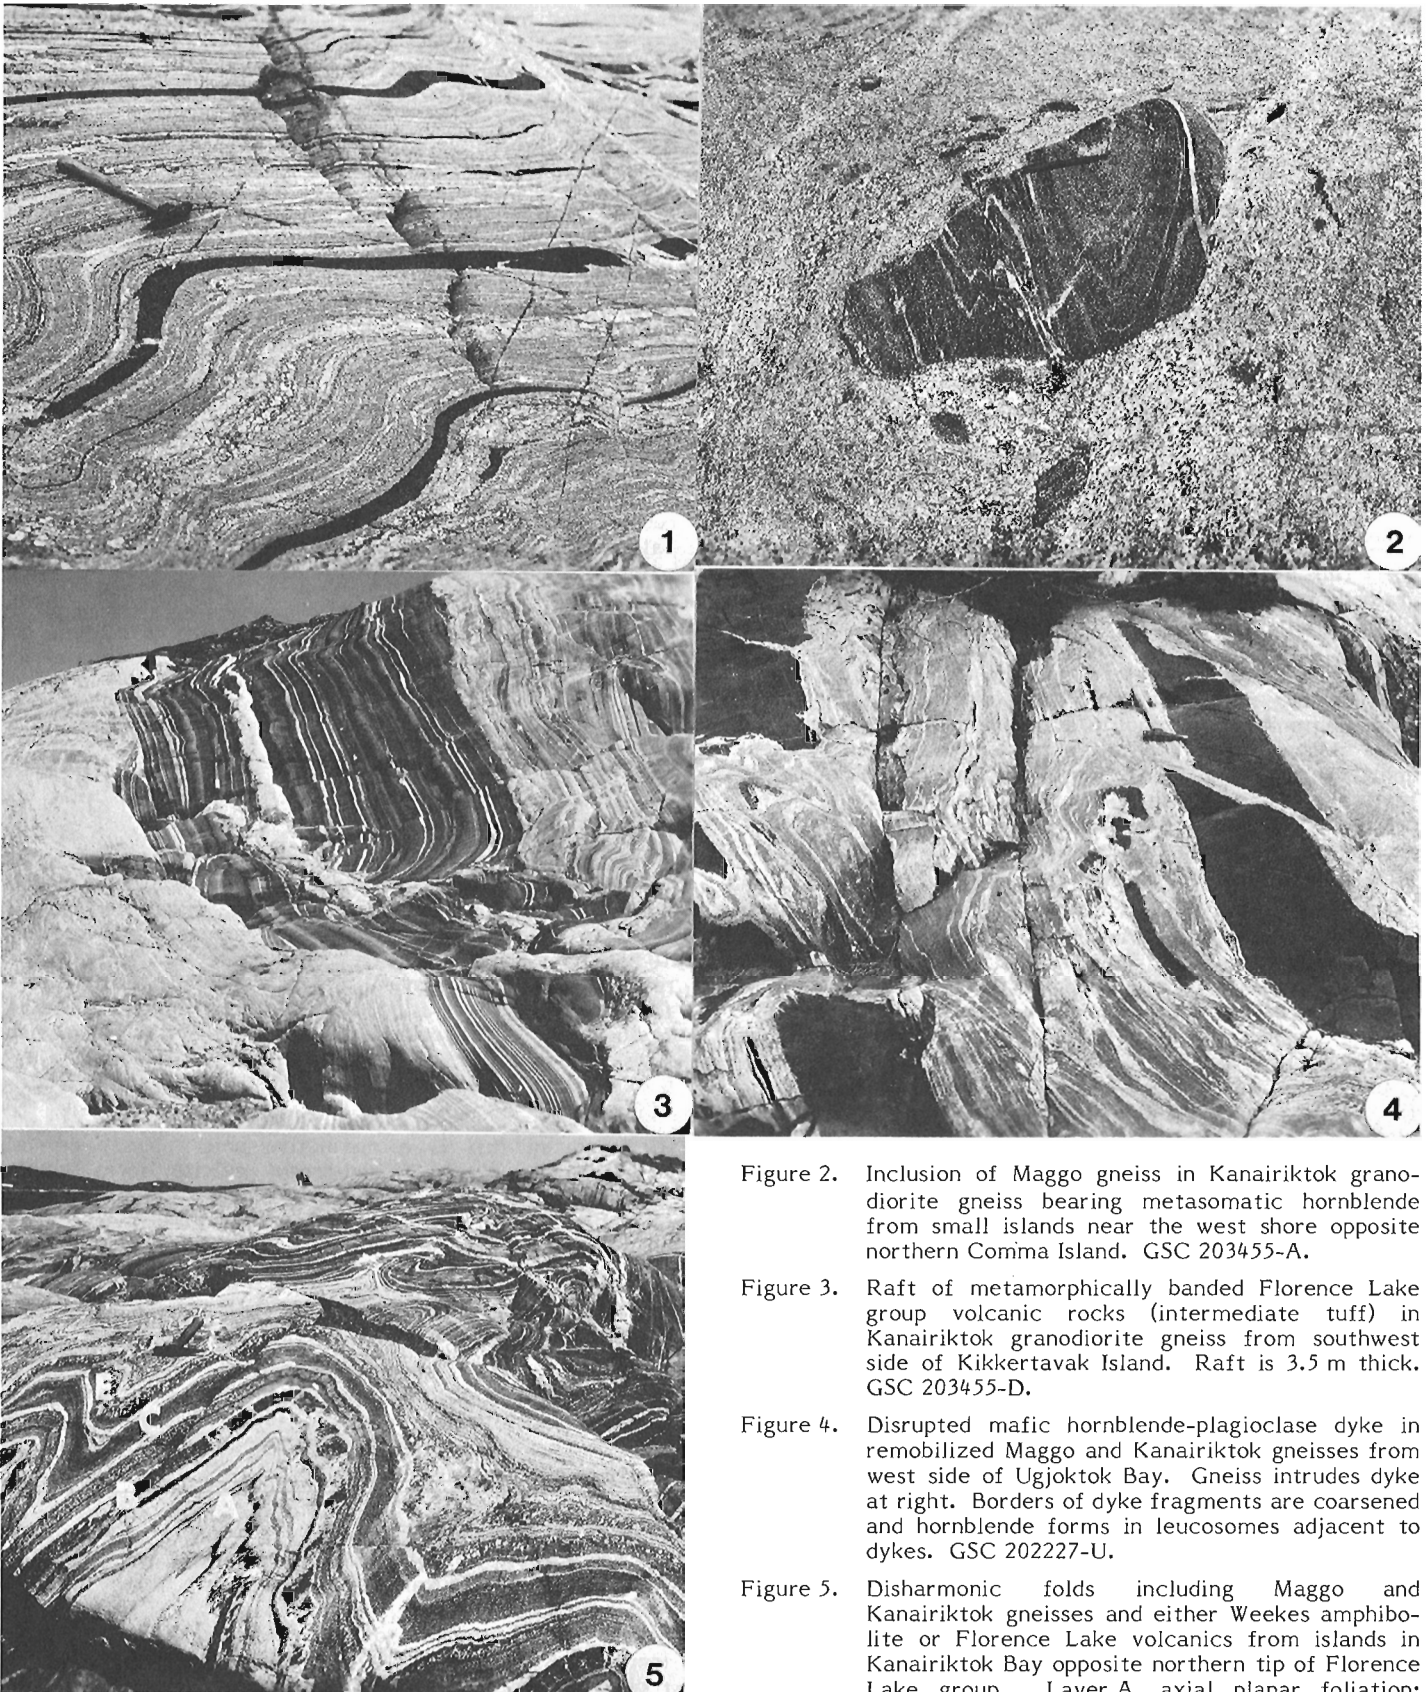 1
2
3
4
E
C
B
A
5
Figure 2. Inclusion of Maggo gneiss in Kanairiktok grano-
diorite gneiss bearing metasomatic hornblende
from small islands near the west shore opposite
northern Comma Island. GSC 203455-A.
Figure 3. Raft of metamorphically banded Florence Lake
group volcanic rocks (intermediate tuff) in
Kanairiktok granodiorite gneiss from southwest
side of Kikkertavak Island. Raft is 3.5 m thick.
GSC 203455-D.
Figure 4. Disrupted mafic hornblende-plagioclase dyke in
remobilized Maggo and Kanairiktok gneisses from
west side of Ugjoktok Bay. Gneiss intrudes dyke
at right. Borders of dyke fragments are coarsened
and hornblende forms in leucosomes adjacent to
dykes. GSC 202227-U.
Figure 5. Disharmonic folds including Maggo and
Kanairiktok gneisses and either Weekes amphibo-
lite or Florence Lake volcanics from islands in
Kanairiktok Bay opposite northern tip of Florence
Lake group. Layer A, axial planar foliation;